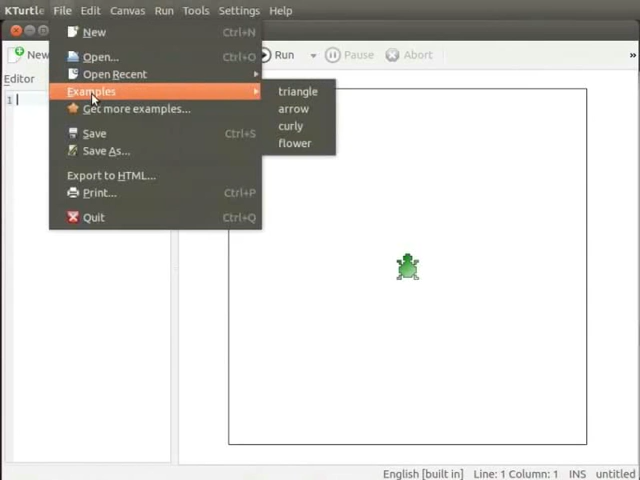 KTurtle File Edit Canvas Run Tools Settings Help
New Run Pause Abort »
Editor
1
New Ctrl+N
Open... Ctrl+O
Open Recent
Examples
Get more examples...
Save Ctrl+S
Save As...
Export to HTML...
Print... Ctrl+P
Quit Ctrl+Q
triangle
arrow
curly
flower
English [built in] Line: 1 Column: 1 INS untitled